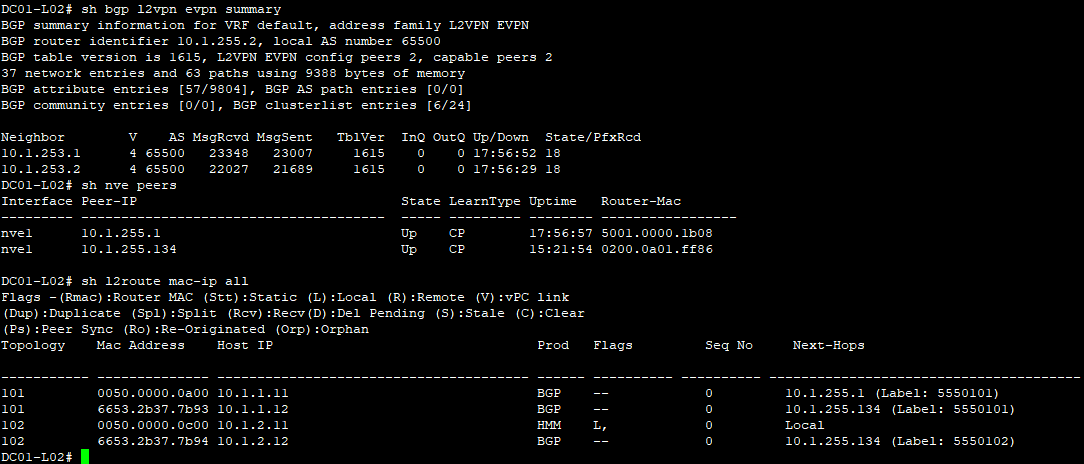 DC01-L02# sh bgp l2vpn evpn summary
BGP summary information for VRF default, address family L2VPN EVPN
BGP router identifier 10.1.255.2, local AS number 65500
BGP table version is 1615, L2VPN EVPN config peers 2, capable peers 2
37 network entries and 63 paths using 9388 bytes of memory
BGP attribute entries [57/9804], BGP AS path entries [0/0]
BGP community entries [0/0], BGP clusterlist entries [6/24]
Neighbor        V    AS MsgRcvd MsgSent   TblVer  InQ OutQ Up/Down  State/PfxRcd
10.1.253.1      4 65500   23348   23007     1615    0    0 17:56:52 18
10.1.253.2      4 65500   22027   21689     1615    0    0 17:56:29 18
DC01-L02# sh nve peers
Interface Peer-IP                                 State LearnType Uptime   Router-Mac
--------- --------------------------------------  ----- --------- -------- -----------------
nve1      10.1.255.1                              Up    CP        17:56:57 5001.0000.1b08
nve1      10.1.255.134                            Up    CP        15:21:54 0200.0a01.ff86
DC01-L02# sh l2route mac-ip all
Flags -(Rmac):Router MAC (Stt):Static (L):Local (R):Remote (V):vPC link
(Dup):Duplicate (Spl):Split (Rcv):Recv(D):Del Pending (S):Stale (C):Clear
(Ps):Peer Sync (Ro):Re-Originated (Orp):Orphan
Topology    Mac Address    Host IP                                 Prod   Flags         Seq No     Next-Hops
----------- -------------- --------------------------------------- ------ ---------- ---------- ---------------------------------------
101         0050.0000.0a00 10.1.1.11                               BGP    --            0         10.1.255.1 (Label: 5550101)
101         6653.2b37.7b93 10.1.1.12                               BGP    --            0         10.1.255.134 (Label: 5550101)
102         0050.0000.0c00 10.1.2.11                               HMM    L,            0         Local
102         6653.2b37.7b94 10.1.2.12                               BGP    --            0         10.1.255.134 (Label: 5550102)
DC01-L02#